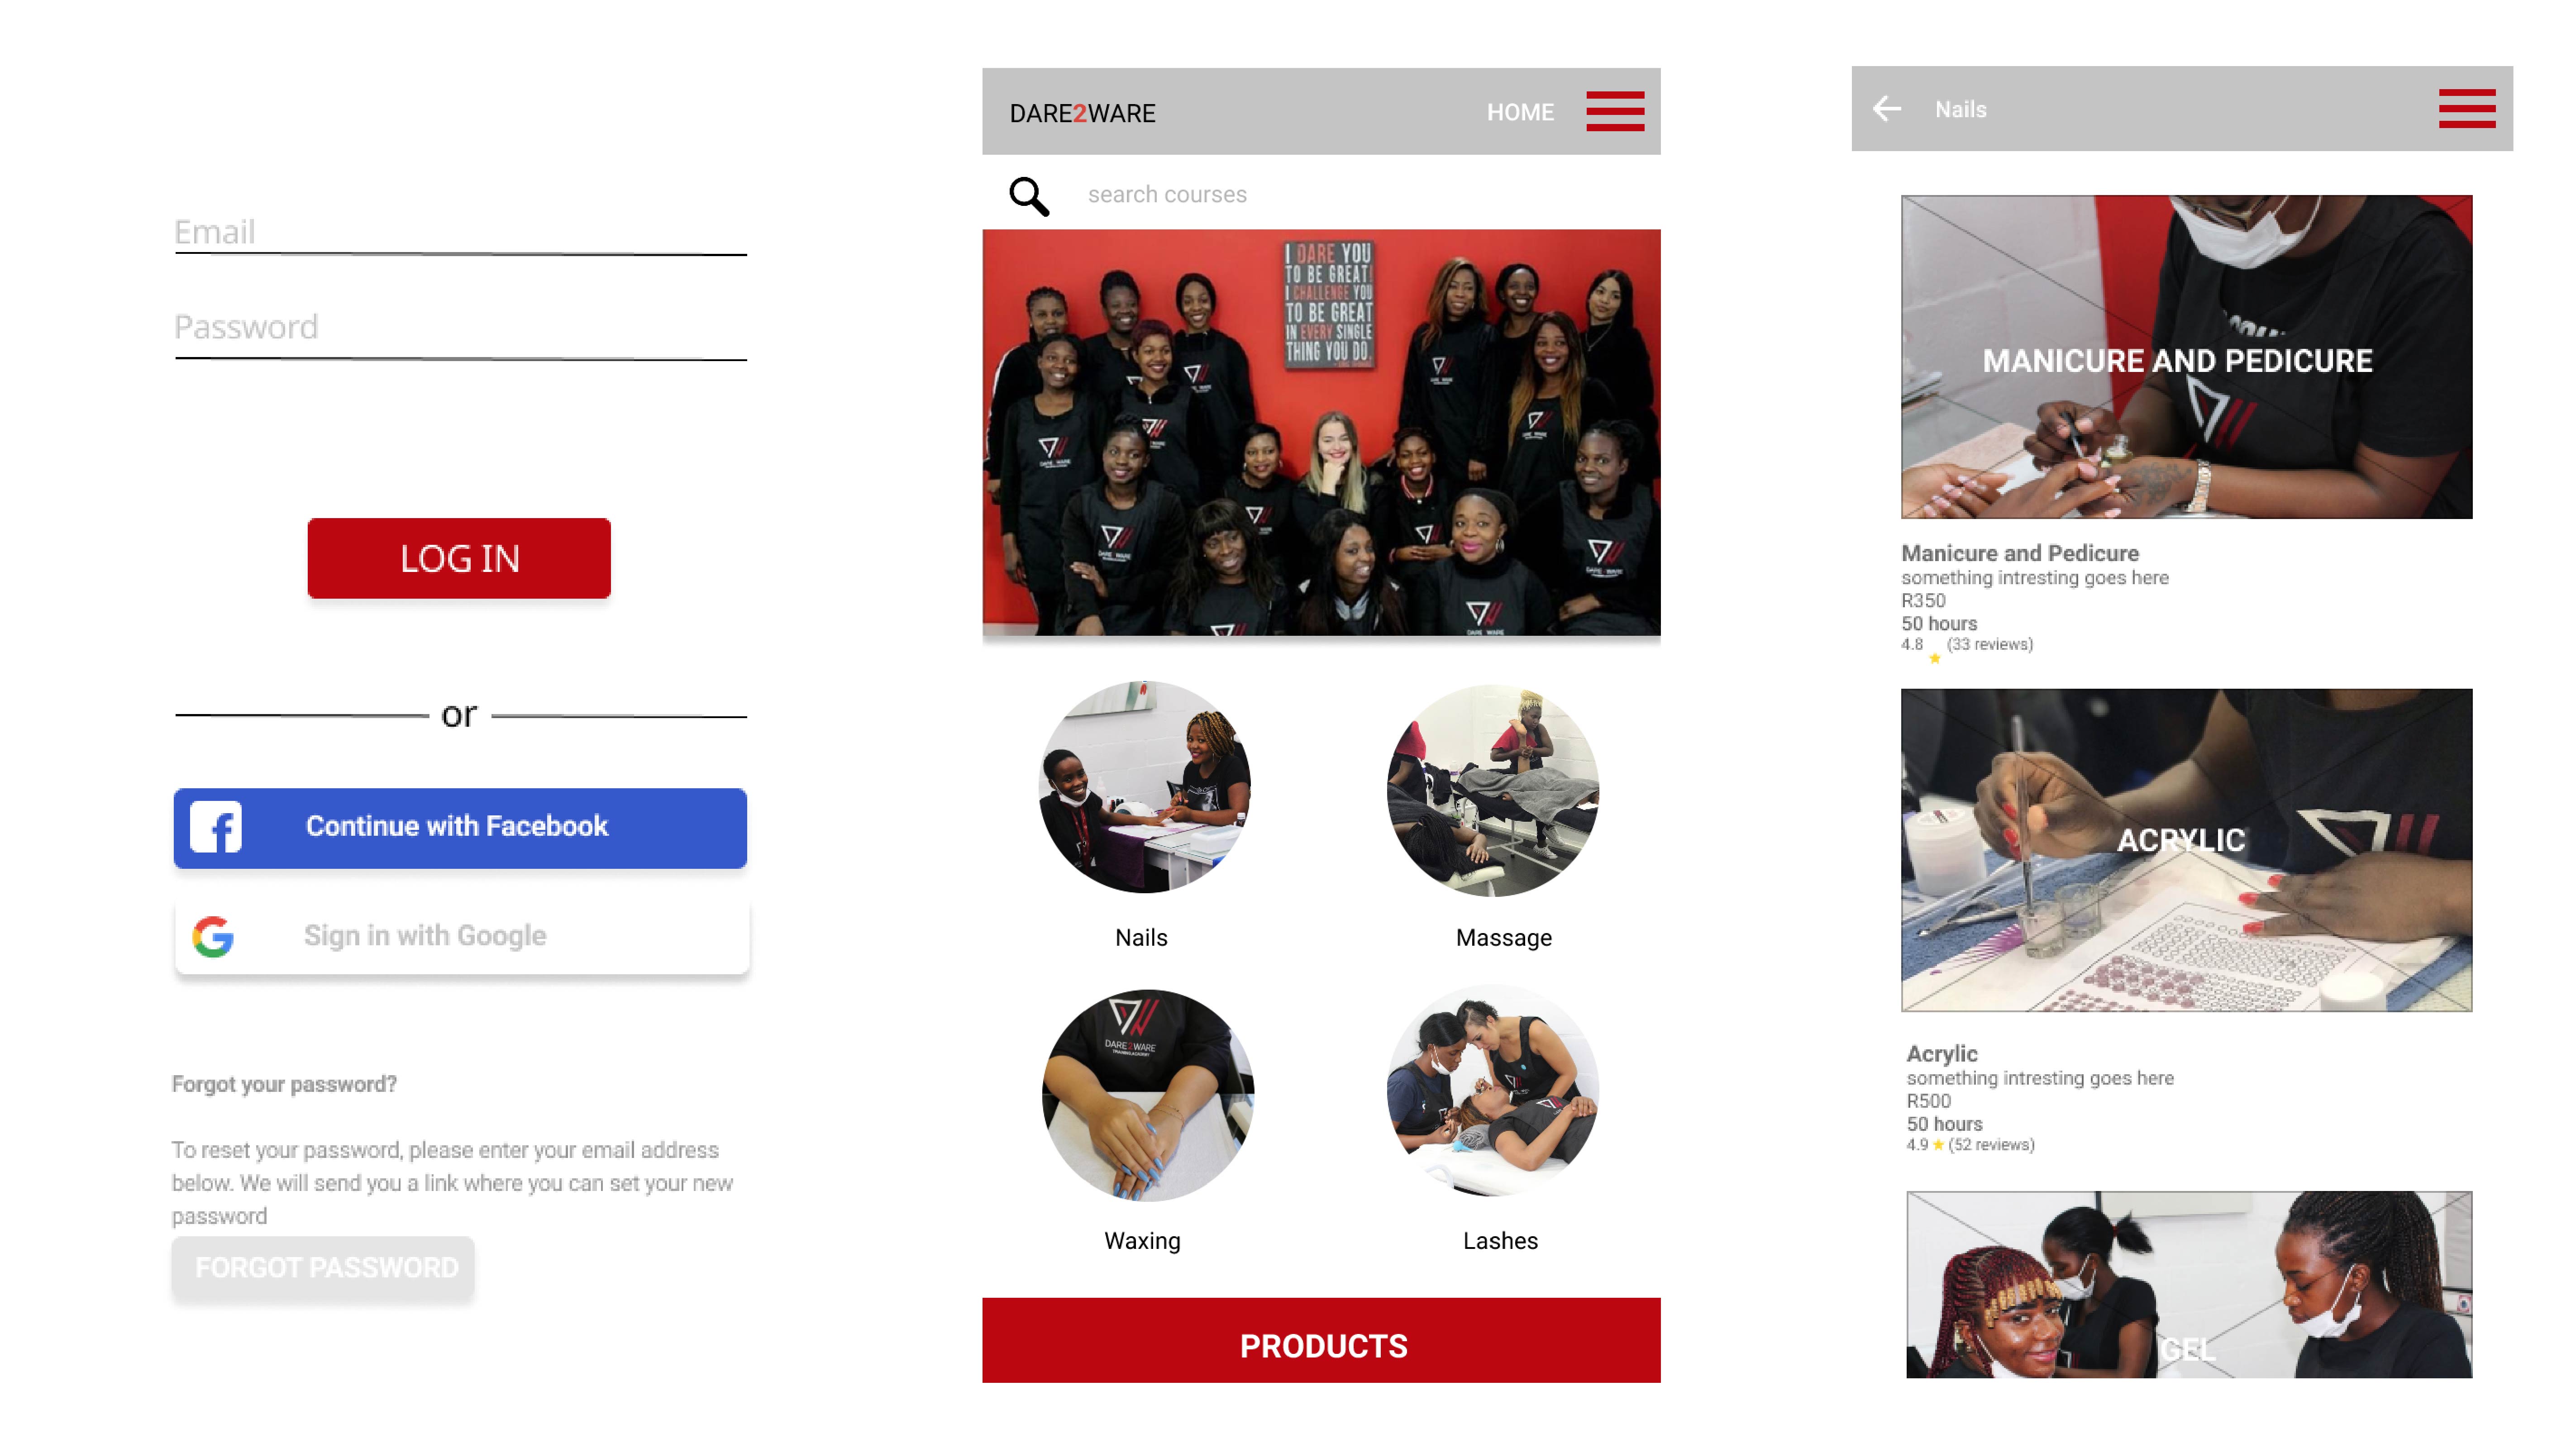 Email
Password
LOG IN
or
Continue with Facebook
Sign in with Google
Forgot your password?
To reset your password, please enter your email address
below. We will send you a link where you can set your new
password
FORGOT PASSWORD
DARE2WARE
HOME
search courses
I DARE YOU
TO BE GREAT
I CHALLENGE YOU
TO BE GREAT
IN EVERY SINGLE
THING YOU DO.
Nails
Massage
DARE2WARE
Waxing
Lashes
PRODUCTS
Nails
MANICURE AND PEDICURE
Manicure and Pedicure
something intresting goes here
R350
50 hours
4.8 (33 reviews)
ACRYLIC
Acrylic
something intresting goes here
R500
50 hours
4.9 ★ (52 reviews)
GEL